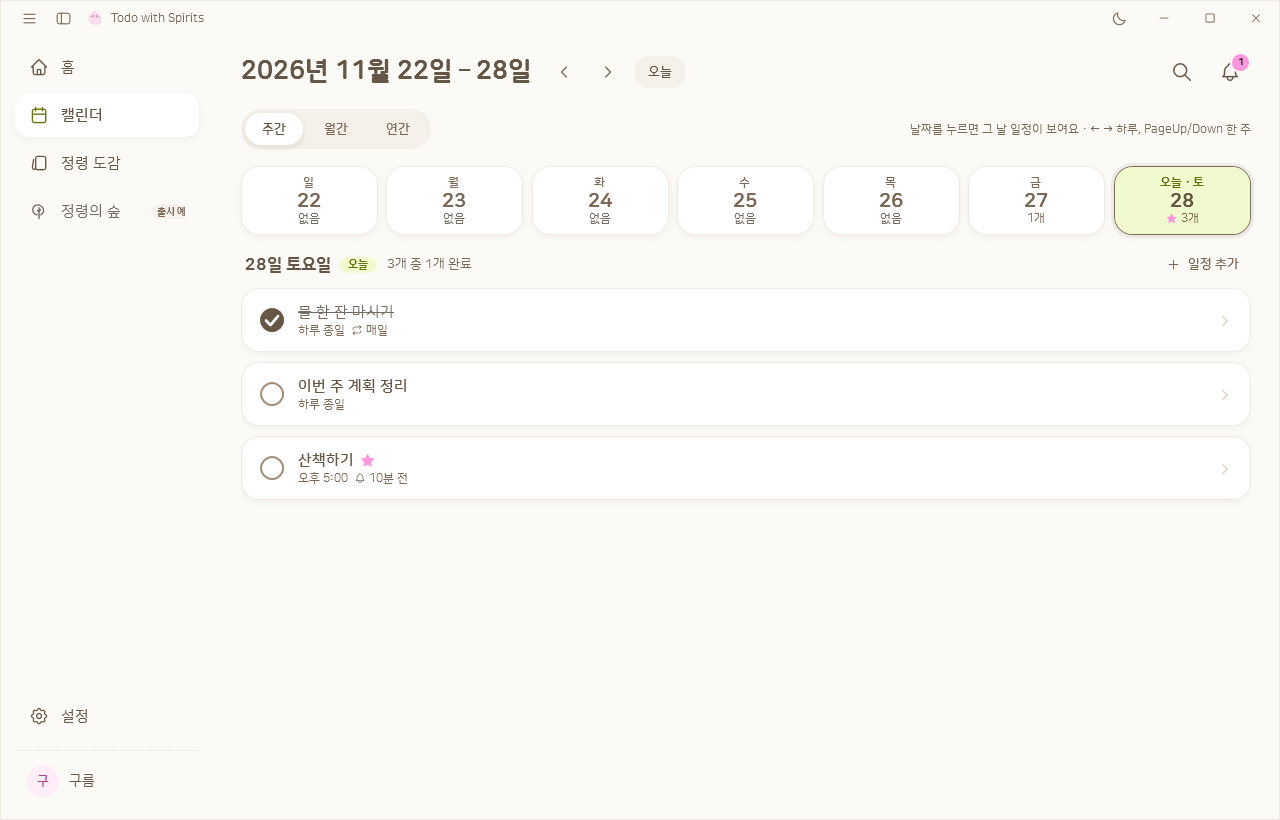 Todo with Spirits
홈
캘린더
정령 도감
정령의 숲
설정
구
구름
2026년 11월 22일 – 28일
오늘
1
주간
월간
연간
날짜를 누르면 그 날 일정이 보여요 · ← → 하루, PageUp/Down 한 주
일
22
없음
월
23
없음
화
24
없음
수
25
없음
목
26
없음
금
27
1개
오늘 · 토
28
3개
28일 토요일 오늘 3개 중 1개 완료
일정 추가
물 한 잔 마시기
하루 종일 매일
이번 주 계획 정리
하루 종일
산책하기
오후 5:00 10분 전